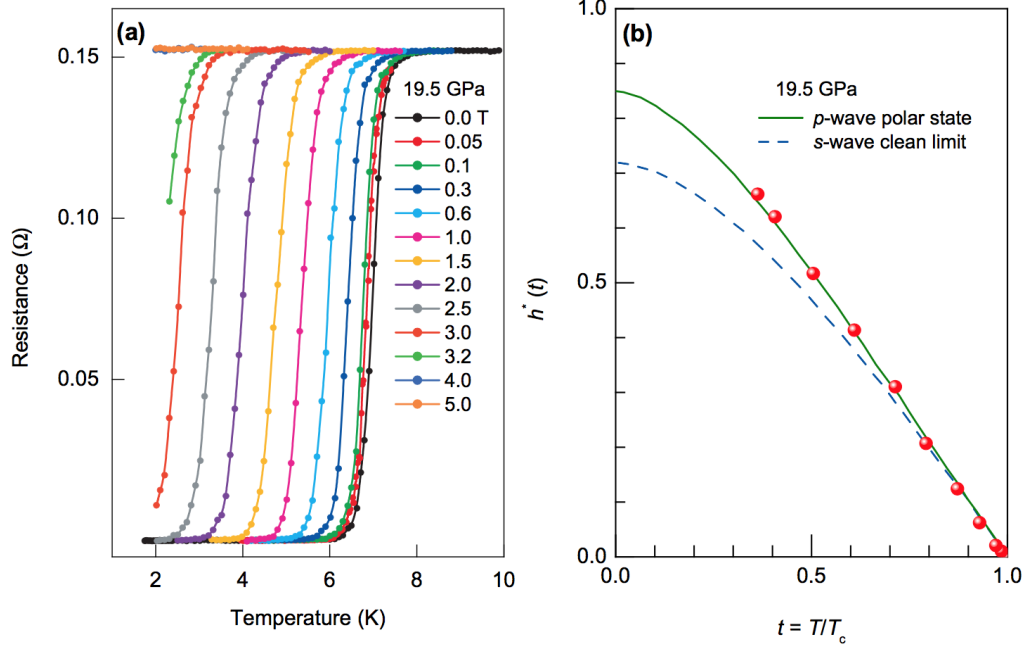 (a)
0.15
0.10
0.05
Resistance (Ω)
19.5 GPa
0.0 T
0.05
0.1
0.3
0.6
1.0
1.5
2.0
2.5
3.0
3.2
4.0
5.0
2 4 6 8 10
Temperature (K)
(b)
1.0
0.5
0.0
h* (t)
19.5 GPa
p-wave polar state
s-wave clean limit
0.0 0.5 1.0
t = T/Tc